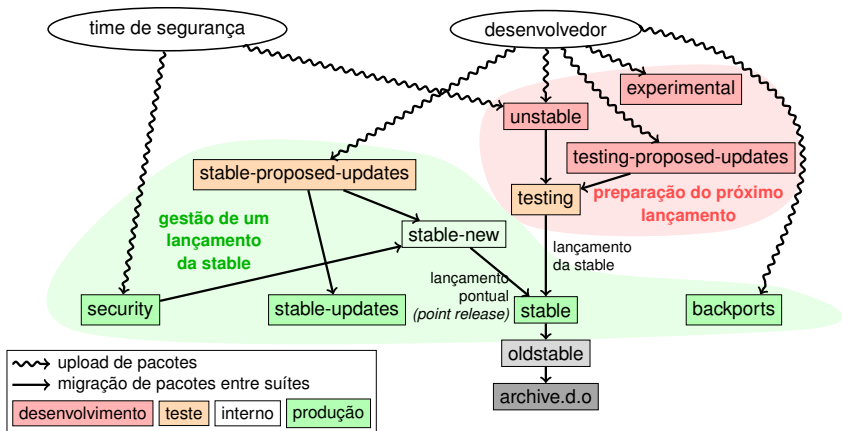 time de segurança
desenvolvedor
experimental
unstable
testing-proposed-updates
stable-proposed-updates
testing
preparação do próximo
lançamento
gestão de um
lançamento
da stable
stable-new
lançamento
da stable
lançamento
pontual
(point release)
security
stable-updates
stable
backports
oldstable
archive.d.o
upload de pacotes
migração de pacotes entre suítes
desenvolvimento
teste
interno
produção